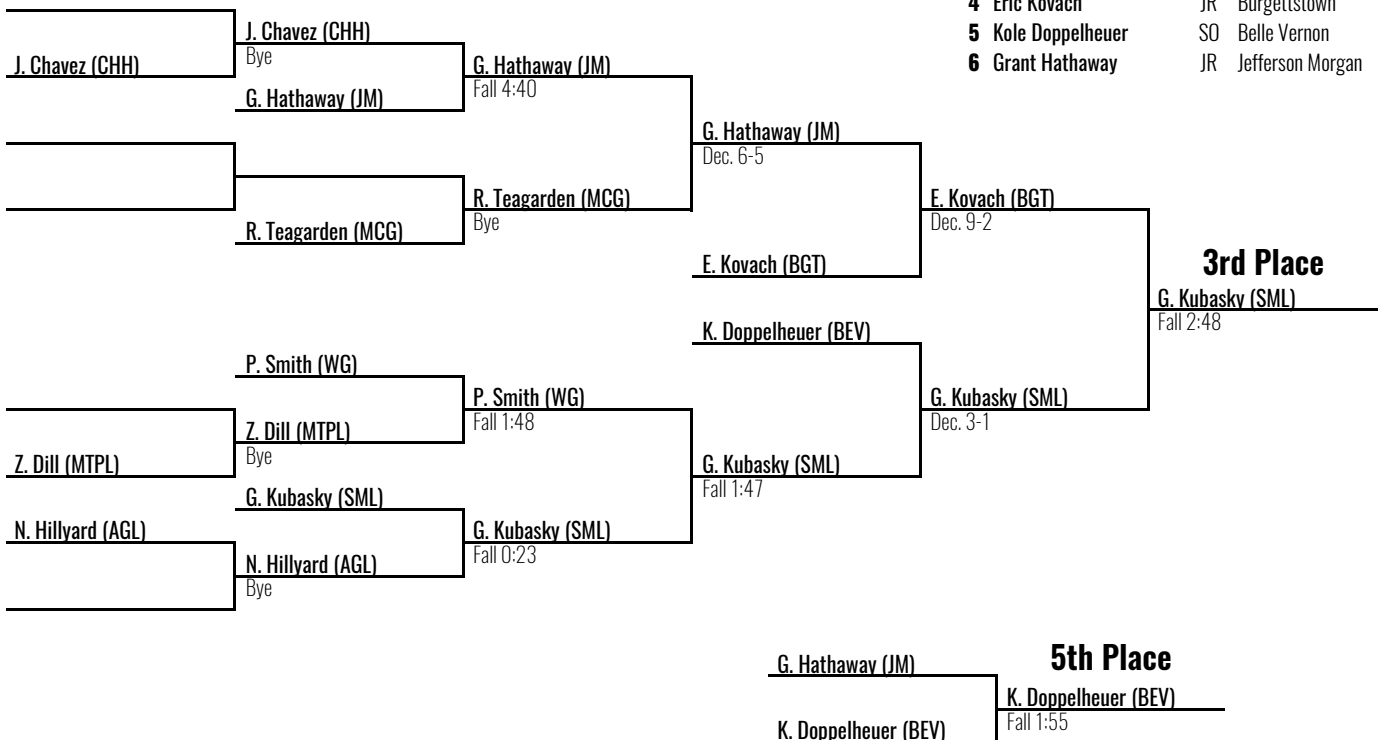 4 Eric Kovach JR Burgettstown
5 Kole Doppelheuer SO Belle Vernon
6 Grant Hathaway JR Jefferson Morgan
J. Chavez (CHH)
J. Chavez (CHH)
Bye
G. Hathaway (JM)
G. Hathaway (JM)
Fall 4:40
R. Teagarden (MCG)
R. Teagarden (MCG)
Bye
G. Hathaway (JM)
Dec. 6-5
E. Kovach (BGT)
E. Kovach (BGT)
Dec. 9-2
3rd Place
G. Kubasky (SML)
Fall 2:48
K. Doppelheuer (BEV)
P. Smith (WG)
Z. Dill (MTPL)
Z. Dill (MTPL)
Bye
P. Smith (WG)
Fall 1:48
G. Kubasky (SML)
Dec. 3-1
G. Kubasky (SML)
Fall 1:47
G. Kubasky (SML)
N. Hillyard (AGL)
N. Hillyard (AGL)
Bye
G. Kubasky (SML)
Fall 0:23
5th Place
G. Hathaway (JM)
K. Doppelheuer (BEV)
Fall 1:55
K. Doppelheuer (BEV)